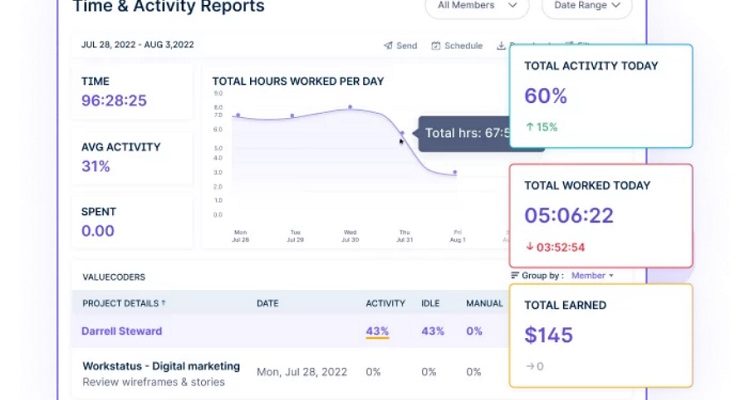 Time & Activity Reports
All Members
Date Range
JUL 28, 2022 - AUG 3,2022
Send
Schedule
TIME
96:28:25
AVG ACTIVITY
31%
SPENT
0.00
TOTAL HOURS WORKED PER DAY
9.0
8.0
7.0
6.0
5.0
4.0
3.0
2.0
1.0
0.0
Total hrs: 67:5
Mon
Jul 28
Tue
Jul 29
Wed
Jul 30
Thu
Jul 31
Fri
Aug 1
TOTAL ACTIVITY TODAY
60%
↑ 15%
TOTAL WORKED TODAY
05:06:22
↓ 03:52:54
VALUECODERS
Group by : Member
PROJECT DETAILS ↑ DATE ACTIVITY IDLE MANUAL
Darrell Steward 43% 43% 0%
Workstatus - Digital marketing
Review wireframes & stories
Mon, Jul 28, 2022 0% 0% 0%
TOTAL EARNED
$145
→ 0